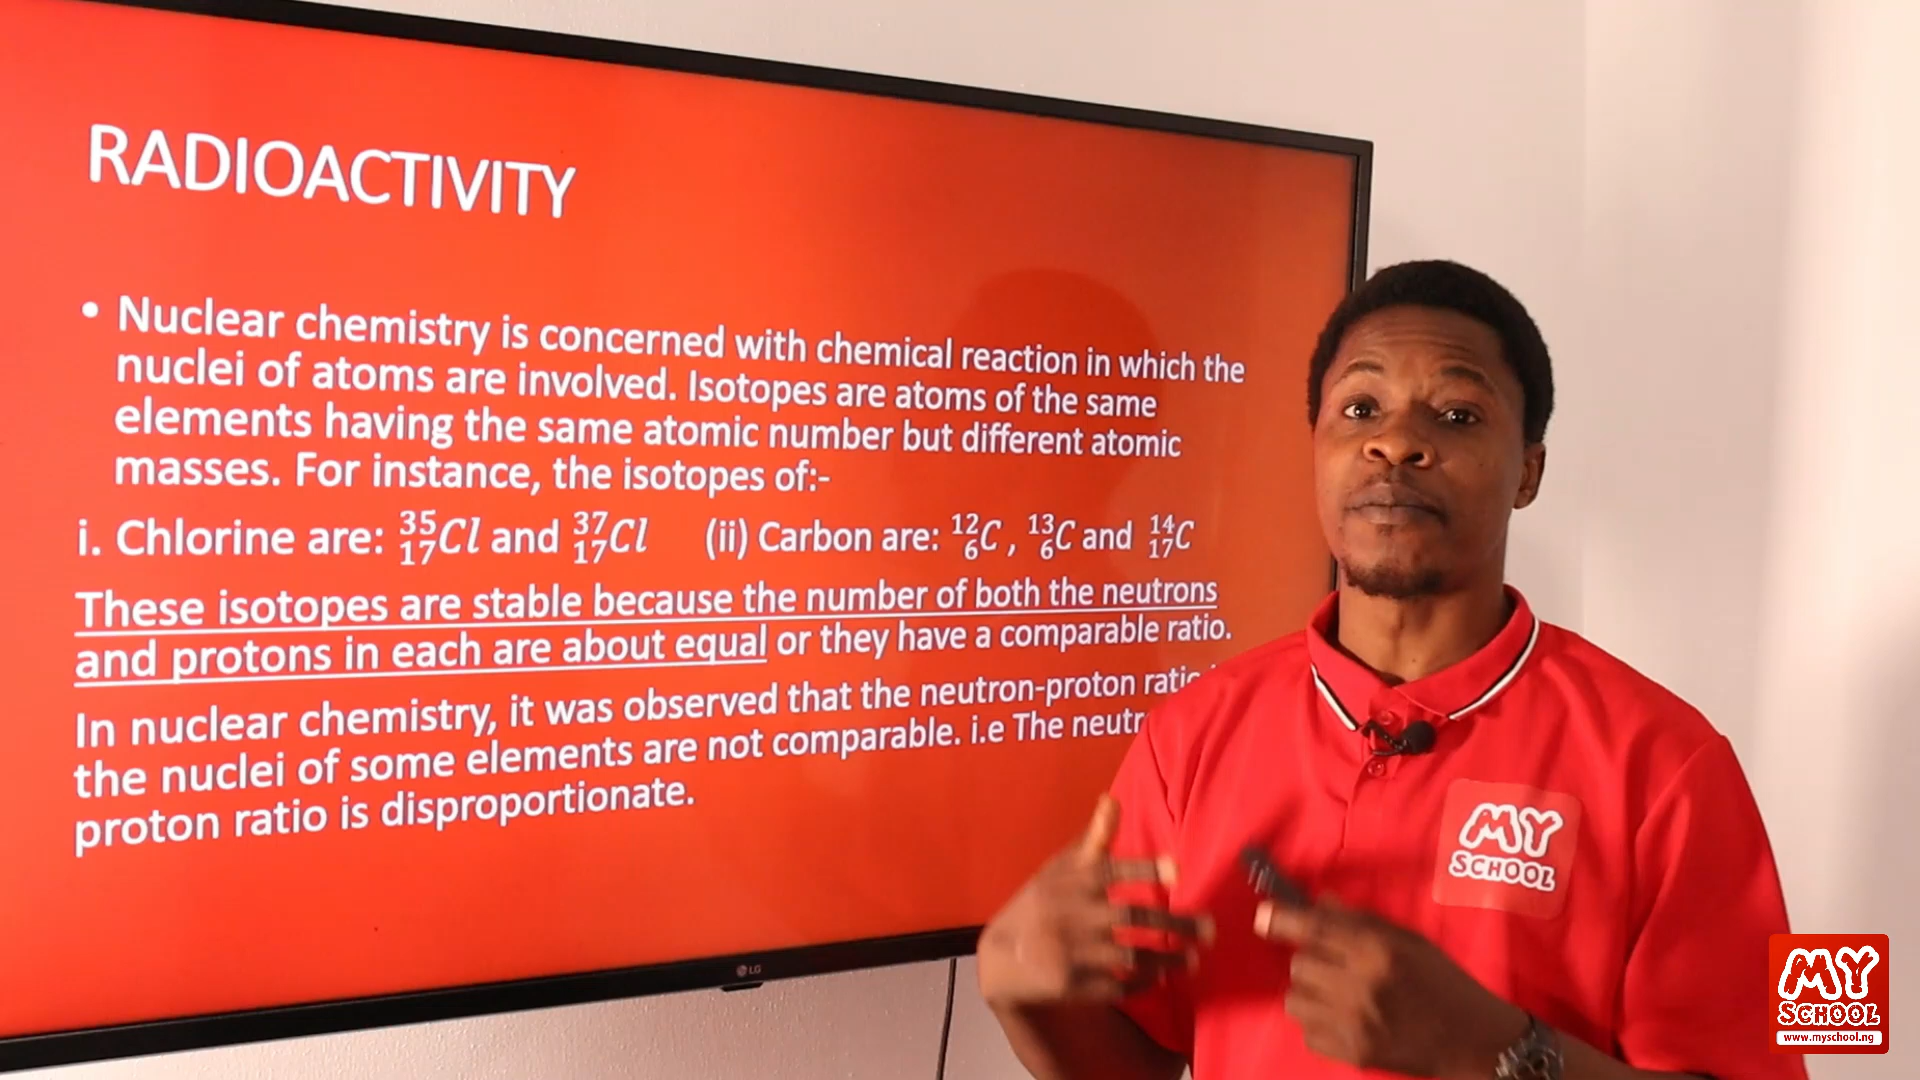 RADIOACTIVITY
• Nuclear chemistry is concerned with chemical reaction in which the
nuclei of atoms are involved. Isotopes are atoms of the same
elements having the same atomic number but different atomic
masses. For instance, the isotopes of:-
i. Chlorine are: ³⁵₁₇Cl and ³⁷₁₇Cl (ii) Carbon are: ¹²₆C , ¹³₆C and ¹⁴₁₇C
These isotopes are stable because the number of both the neutrons
and protons in each are about equal or they have a comparable ratio.
In nuclear chemistry, it was observed that the neutron-proton ratio
the nuclei of some elements are not comparable. i.e The
proton ratio is disproportionate.
LG
MY
SCHOOL
MY
SCHOOL
www.myschool.ng